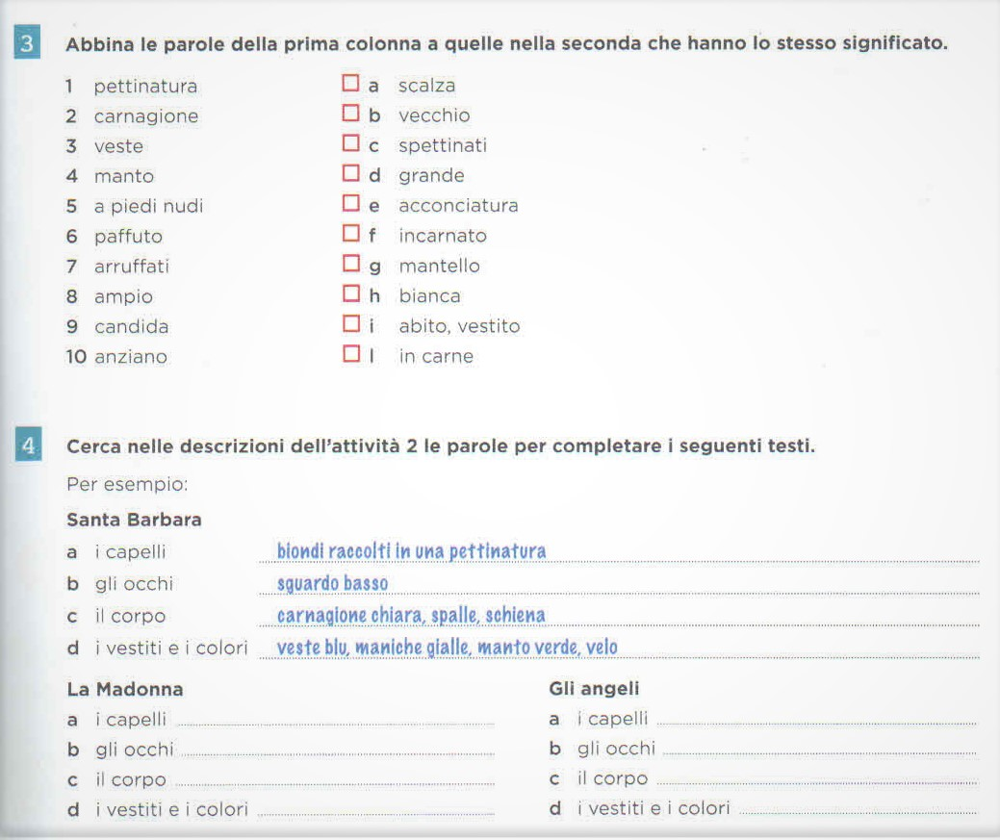 3 Abbina le parole della prima colonna a quelle nella seconda che hanno lo stesso significato.
1 pettinatura a scalza
2 carnagione b vecchio
3 veste c spettinati
4 manto d grande
5 a piedi nudi e acconciatura
6 paffuto f incarnato
7 arruffati g mantello
8 ampio h bianca
9 candida i abito, vestito
10 anziano l in carne
4 Cerca nelle descrizioni dell'attività 2 le parole per completare i seguenti testi.
Per esempio:
Santa Barbara
a i capelli biondi raccolti in una pettinatura
b gli occhi sguardo basso
c il corpo carnagione chiara, spalle, schiena
d i vestiti e i colori veste blu, maniche gialle, manto verde, velo
La Madonna
a i capelli
b gli occhi
c il corpo
d i vestiti e i colori
Gli angeli
a i capelli
b gli occhi
c il corpo
d i vestiti e i colori